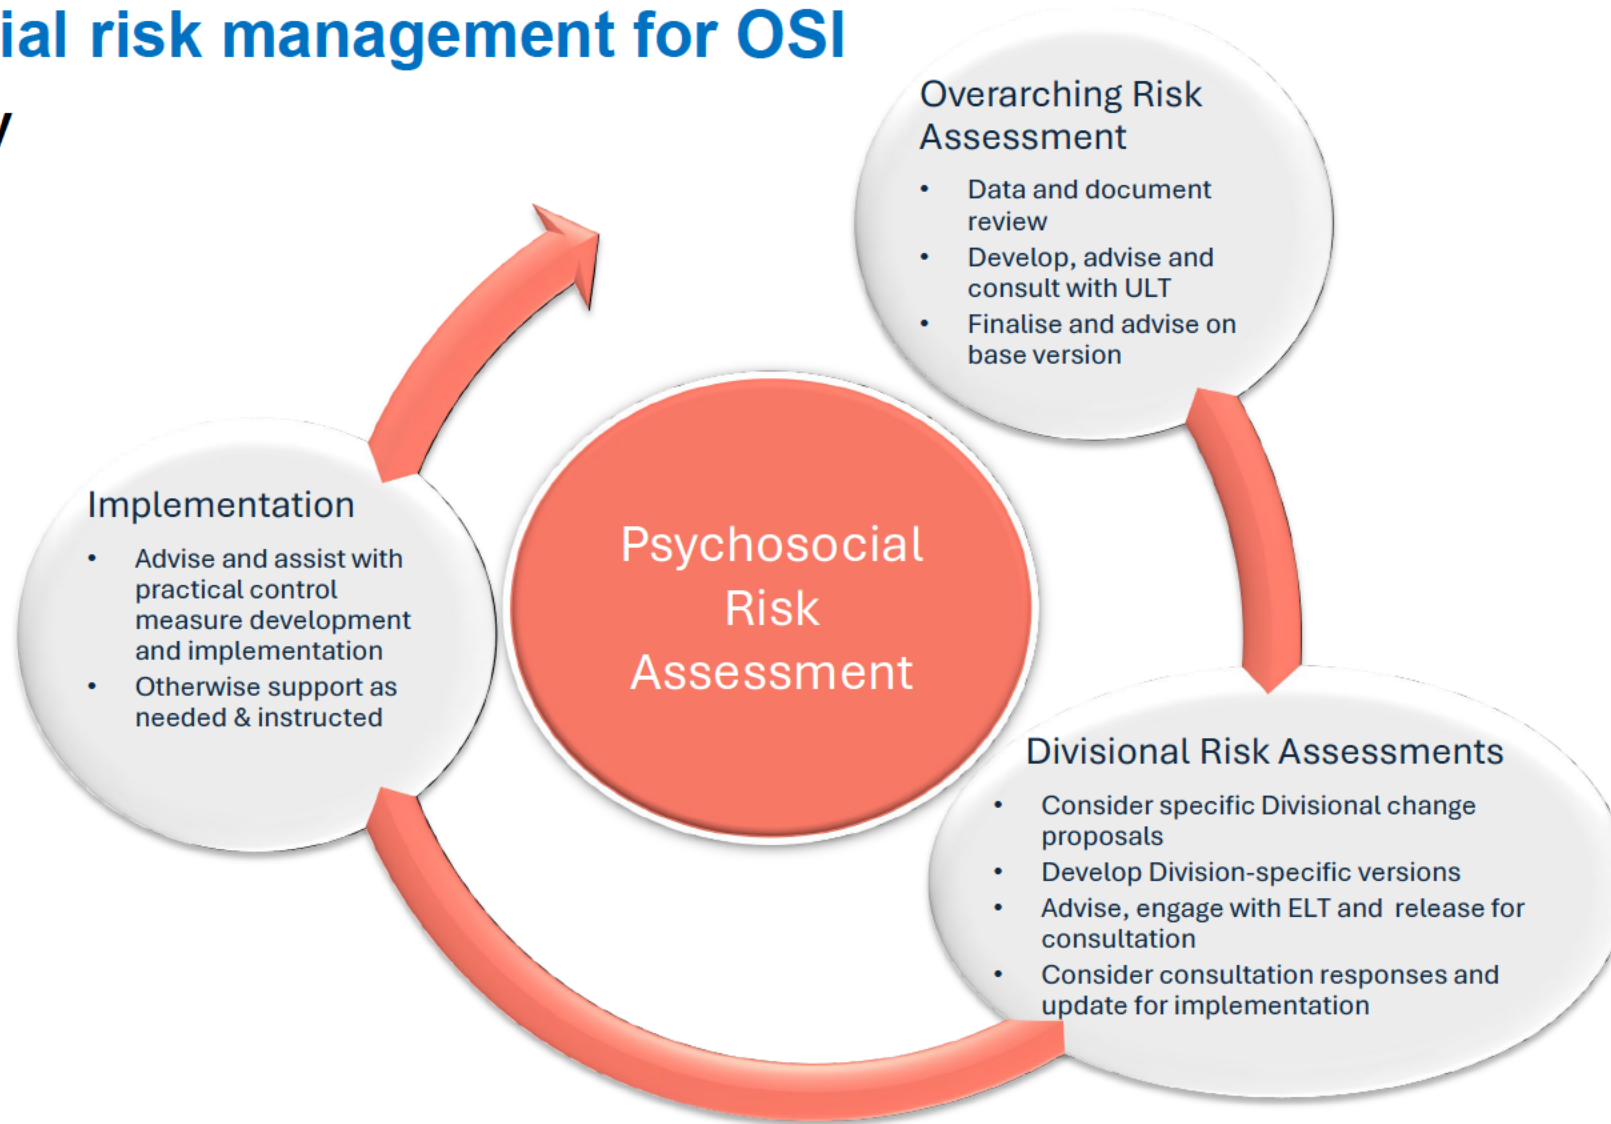 ial risk management for OSI
y
Overarching Risk
Assessment
• Data and document
review
• Develop, advise and
consult with ULT
• Finalise and advise on
base version
Implementation
• Advise and assist with
practical control
measure development
and implementation
• Otherwise support as
needed & instructed
Psychosocial
Risk
Assessment
Divisional Risk Assessments
• Consider specific Divisional change
proposals
• Develop Division-specific versions
• Advise, engage with ELT and release for
consultation
• Consider consultation responses and
update for implementation